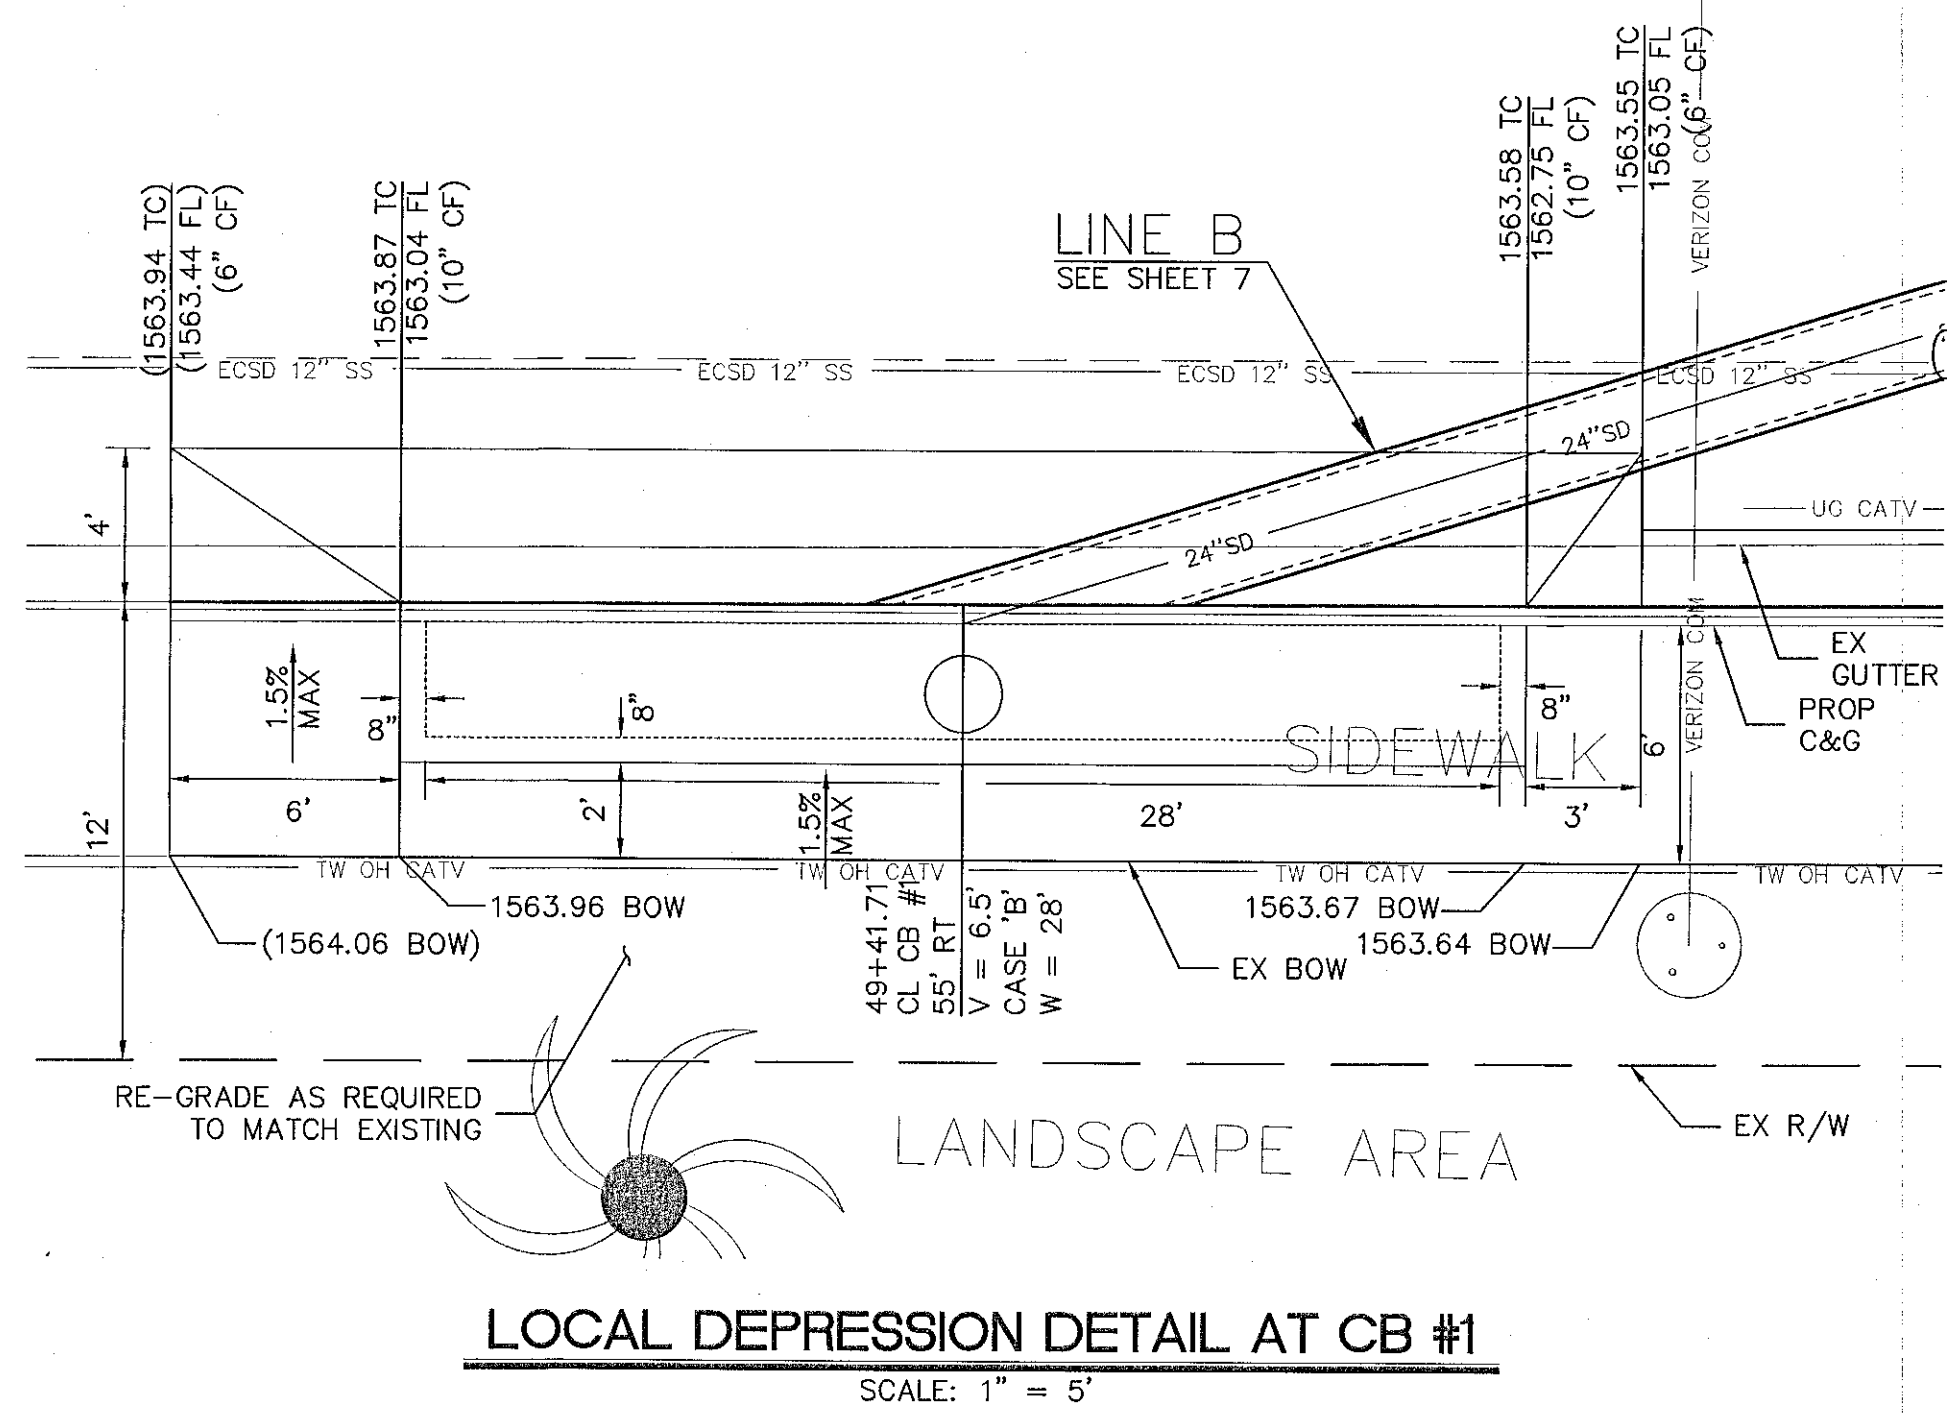 (1563.94 TC)
(1563.44 FL)
(6" CF)
1563.87 TC
1563.04 FL
(10" CF)
1563.58 TC
1562.75 FL
(10" CF)
1563.55 TC
1563.05 FL
(6" CF)
VERIZON COM
LINE B
SEE SHEET 7
ECSD 12" SS
ECSD 12" SS
ECSD 12" SS
ECSD 12" SS
24"SD
24"SD
UG CATV
4'
12'
1.5%
MAX
8"
8"
8"
6'
VERIZON COM
EX
GUTTER
PROP
C&G
SIDEWALK
6'
2'
1.5%
MAX
28'
3'
TW OH CATV
TW OH CATV
TW OH CATV
TW OH CATV
1563.96 BOW
(1564.06 BOW)
49+41.71
CL CB #1
55' RT
V = 6.5'
CASE 'B'
W = 28'
1563.67 BOW
1563.64 BOW
EX BOW
RE-GRADE AS REQUIRED
TO MATCH EXISTING
LANDSCAPE AREA
EX R/W
LOCAL DEPRESSION DETAIL AT CB #1
SCALE: 1" = 5'